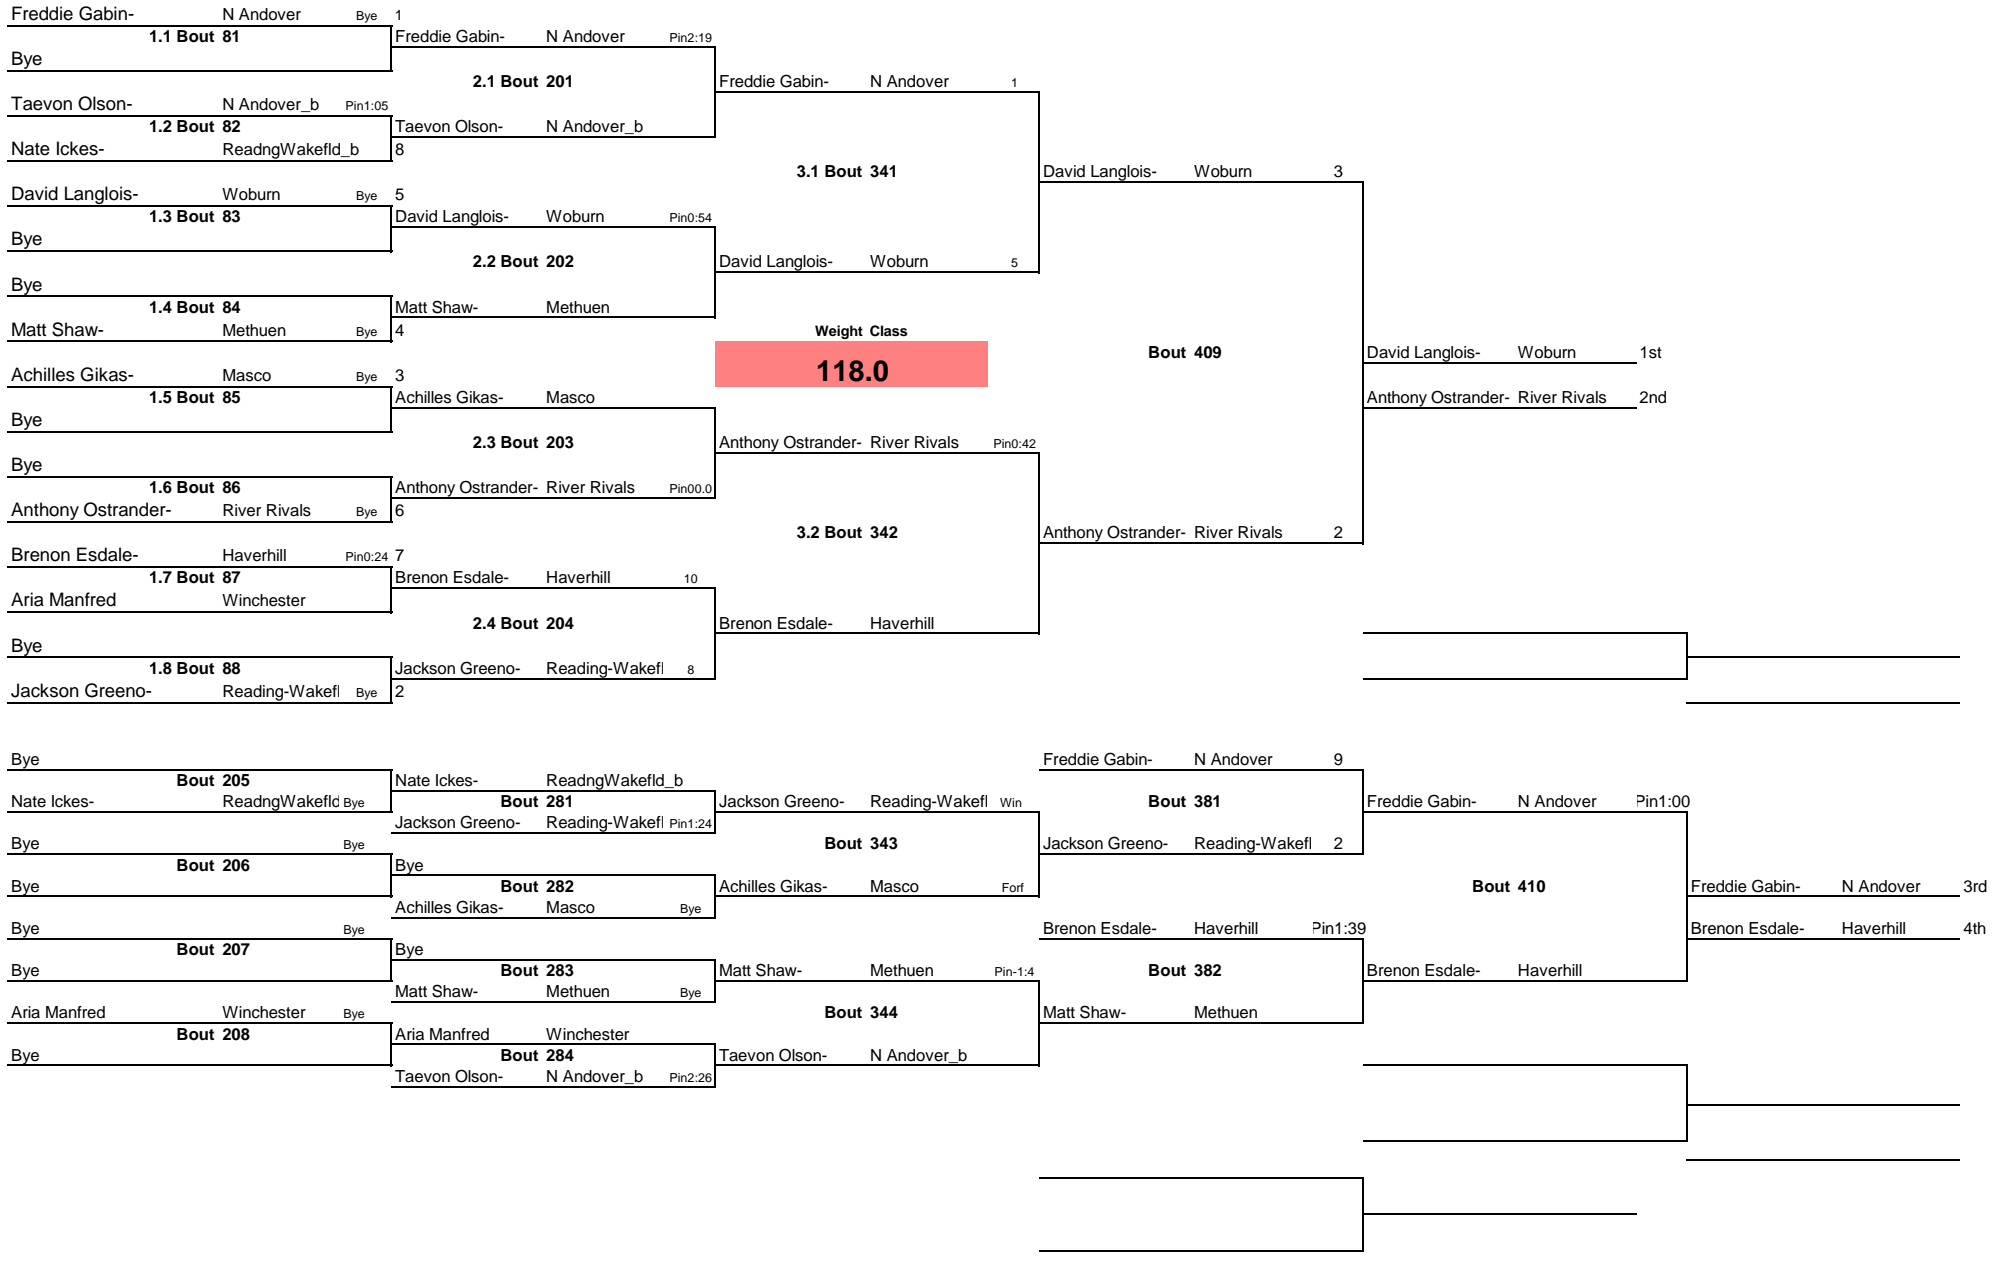 Freddie Gabin- N Andover Bye 1
1.1 Bout 81 Freddie Gabin- N Andover Pin2:19
Bye
2.1 Bout 201 Freddie Gabin- N Andover 1
Taevon Olson- N Andover_b Pin1:05
1.2 Bout 82 Taevon Olson- N Andover_b
Nate Ickes- ReadngWakefld_b 8
3.1 Bout 341 David Langlois- Woburn 3
David Langlois- Woburn Bye 5
1.3 Bout 83 David Langlois- Woburn Pin0:54
Bye
2.2 Bout 202 David Langlois- Woburn 5
Bye
1.4 Bout 84 Matt Shaw- Methuen
Matt Shaw- Methuen Bye 4 Weight Class
Bout 409 David Langlois- Woburn 1st
118.0
Achilles Gikas- Masco Bye 3
1.5 Bout 85 Achilles Gikas- Masco Anthony Ostrander- River Rivals 2nd
Bye
2.3 Bout 203 Anthony Ostrander- River Rivals Pin0:42
Bye
1.6 Bout 86 Anthony Ostrander- River Rivals Pin00.0
Anthony Ostrander- River Rivals Bye 6
3.2 Bout 342 Anthony Ostrander- River Rivals 2
Brenon Esdale- Haverhill Pin0:24 7
1.7 Bout 87 Brenon Esdale- Haverhill 10
Aria Manfred Winchester
2.4 Bout 204 Brenon Esdale- Haverhill
Bye
1.8 Bout 88 Jackson Greeno- Reading-Wakefl 8
Jackson Greeno- Reading-Wakefl Bye 2
Bye Freddie Gabin- N Andover 9
Bout 205 Nate Ickes- ReadngWakefld_b
Nate Ickes- ReadngWakefld Bye Bout 281 Jackson Greeno- Reading-Wakefl Win Bout 381 Freddie Gabin- N Andover Pin1:00
Jackson Greeno- Reading-Wakefl Pin1:24
Bye Bye Bout 343 Jackson Greeno- Reading-Wakefl 2
Bout 206 Bye
Bye Bout 282 Achilles Gikas- Masco Forf Bout 410 Freddie Gabin- N Andover 3rd
Achilles Gikas- Masco Bye
Bye Bye Brenon Esdale- Haverhill Pin1:39 Brenon Esdale- Haverhill 4th
Bout 207 Bye
Bye Bout 283 Matt Shaw- Methuen Pin-1:4 Bout 382 Brenon Esdale- Haverhill
Matt Shaw- Methuen Bye
Aria Manfred Winchester Bye Bout 344 Matt Shaw- Methuen
Bout 208 Aria Manfred Winchester
Bye Bout 284 Taevon Olson- N Andover_b
Taevon Olson- N Andover_b Pin2:26